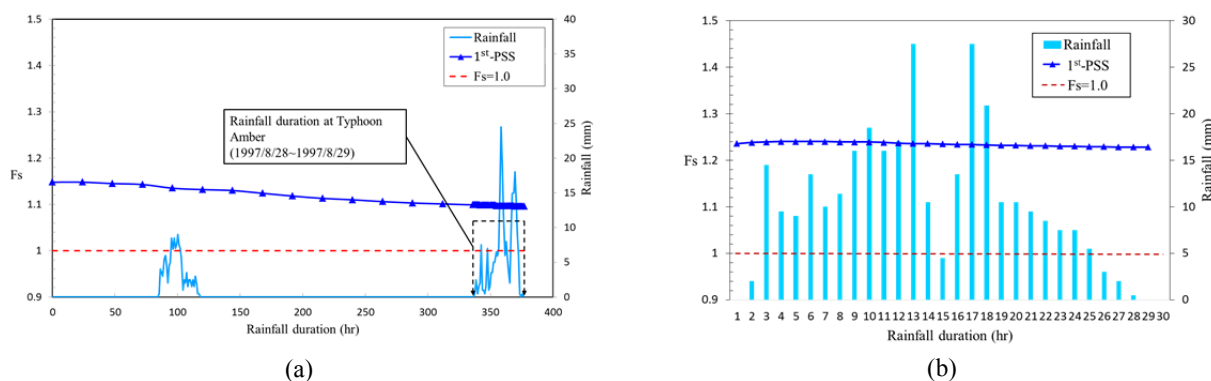 1.5
1.4
1.3
1.2
1.1
1
0.9
Fs
0
50
100
150
200
250
300
350
400
Rainfall duration (hr)
40
35
30
25
20
15
10
5
0
Rainfall (mm)
Rainfall
1st-PSS
Fs=1.0
Rainfall duration at Typhoon
Amber
(1997/8/28~1997/8/29)
(a)
1.5
1.4
1.3
1.2
1.1
1
0.9
Fs
1 2 3 4 5 6 7 8 9 10 11 12 13 14 15 16 17 18 19 20 21 22 23 24 25 26 27 28 29 30
Rainfall duration (hr)
30
25
20
15
10
5
0
Rainfall (mm)
Rainfall
1st-PSS
Fs=1.0
(b)